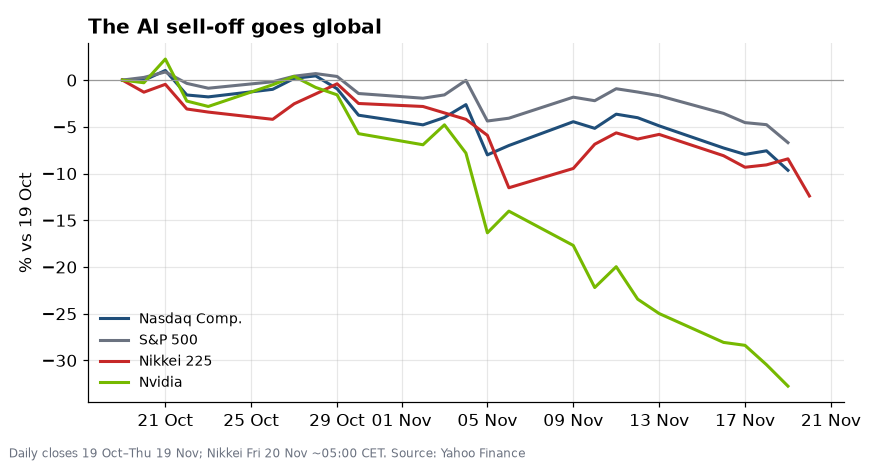 The AI sell-off goes global
% vs 19 Oct
0
−5
−10
−15
−20
−25
−30
Nasdaq Comp.
S&P 500
Nikkei 225
Nvidia
21 Oct 25 Oct 29 Oct 01 Nov 05 Nov 09 Nov 13 Nov 17 Nov 21 Nov
Daily closes 19 Oct–Thu 19 Nov; Nikkei Fri 20 Nov ~05:00 CET. Source: Yahoo Finance